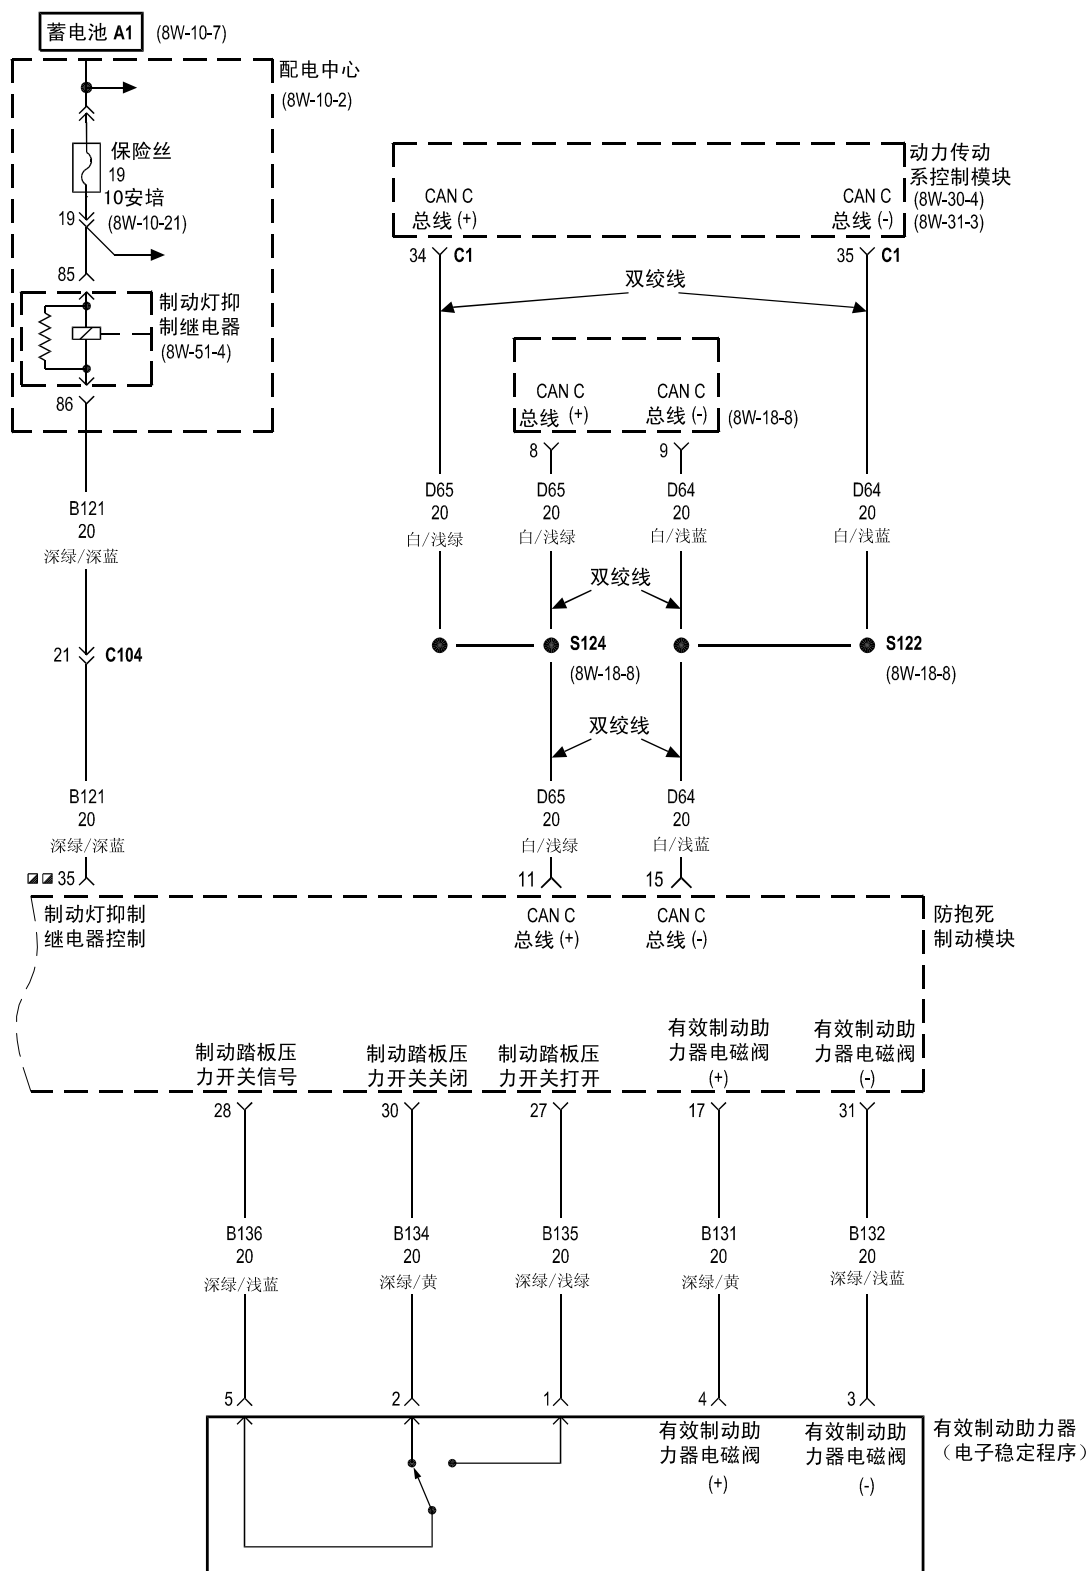 蓄电池 A1 (8W-10-7)
配电中心
(8W-10-2)
保险丝
19
10安培
(8W-10-21)
19
85
制动灯抑
制继电器
(8W-51-4)
86
动力传动
系控制模块
(8W-30-4)
(8W-31-3)
CAN C
总线 (+)
CAN C
总线 (-)
34 C1
35 C1
双绞线
CAN C
总线 (+)
CAN C
总线 (-)
(8W-18-8)
8
9
B121
20
深绿/深蓝
D65
20
白/浅绿
D65
20
白/浅绿
D64
20
白/浅蓝
D64
20
白/浅蓝
双绞线
21 C104
S124
(8W-18-8)
S122
(8W-18-8)
双绞线
B121
20
深绿/深蓝
D65
20
白/浅绿
D64
20
白/浅蓝
35
11
15
制动灯抑制
继电器控制
CAN C
总线 (+)
CAN C
总线 (-)
防抱死
制动模块
制动踏板压
力开关信号
制动踏板压
力开关关闭
制动踏板压
力开关打开
有效制动助
力器电磁阀
(+)
有效制动助
力器电磁阀
(-)
28
30
27
17
31
B136
20
深绿/浅蓝
B134
20
深绿/黄
B135
20
深绿/浅绿
B131
20
深绿/黄
B132
20
深绿/浅蓝
5
2
1
4
3
有效制动助
力器电磁阀
(+)
有效制动助
力器电磁阀
(-)
有效制动助力器
（电子稳定程序）